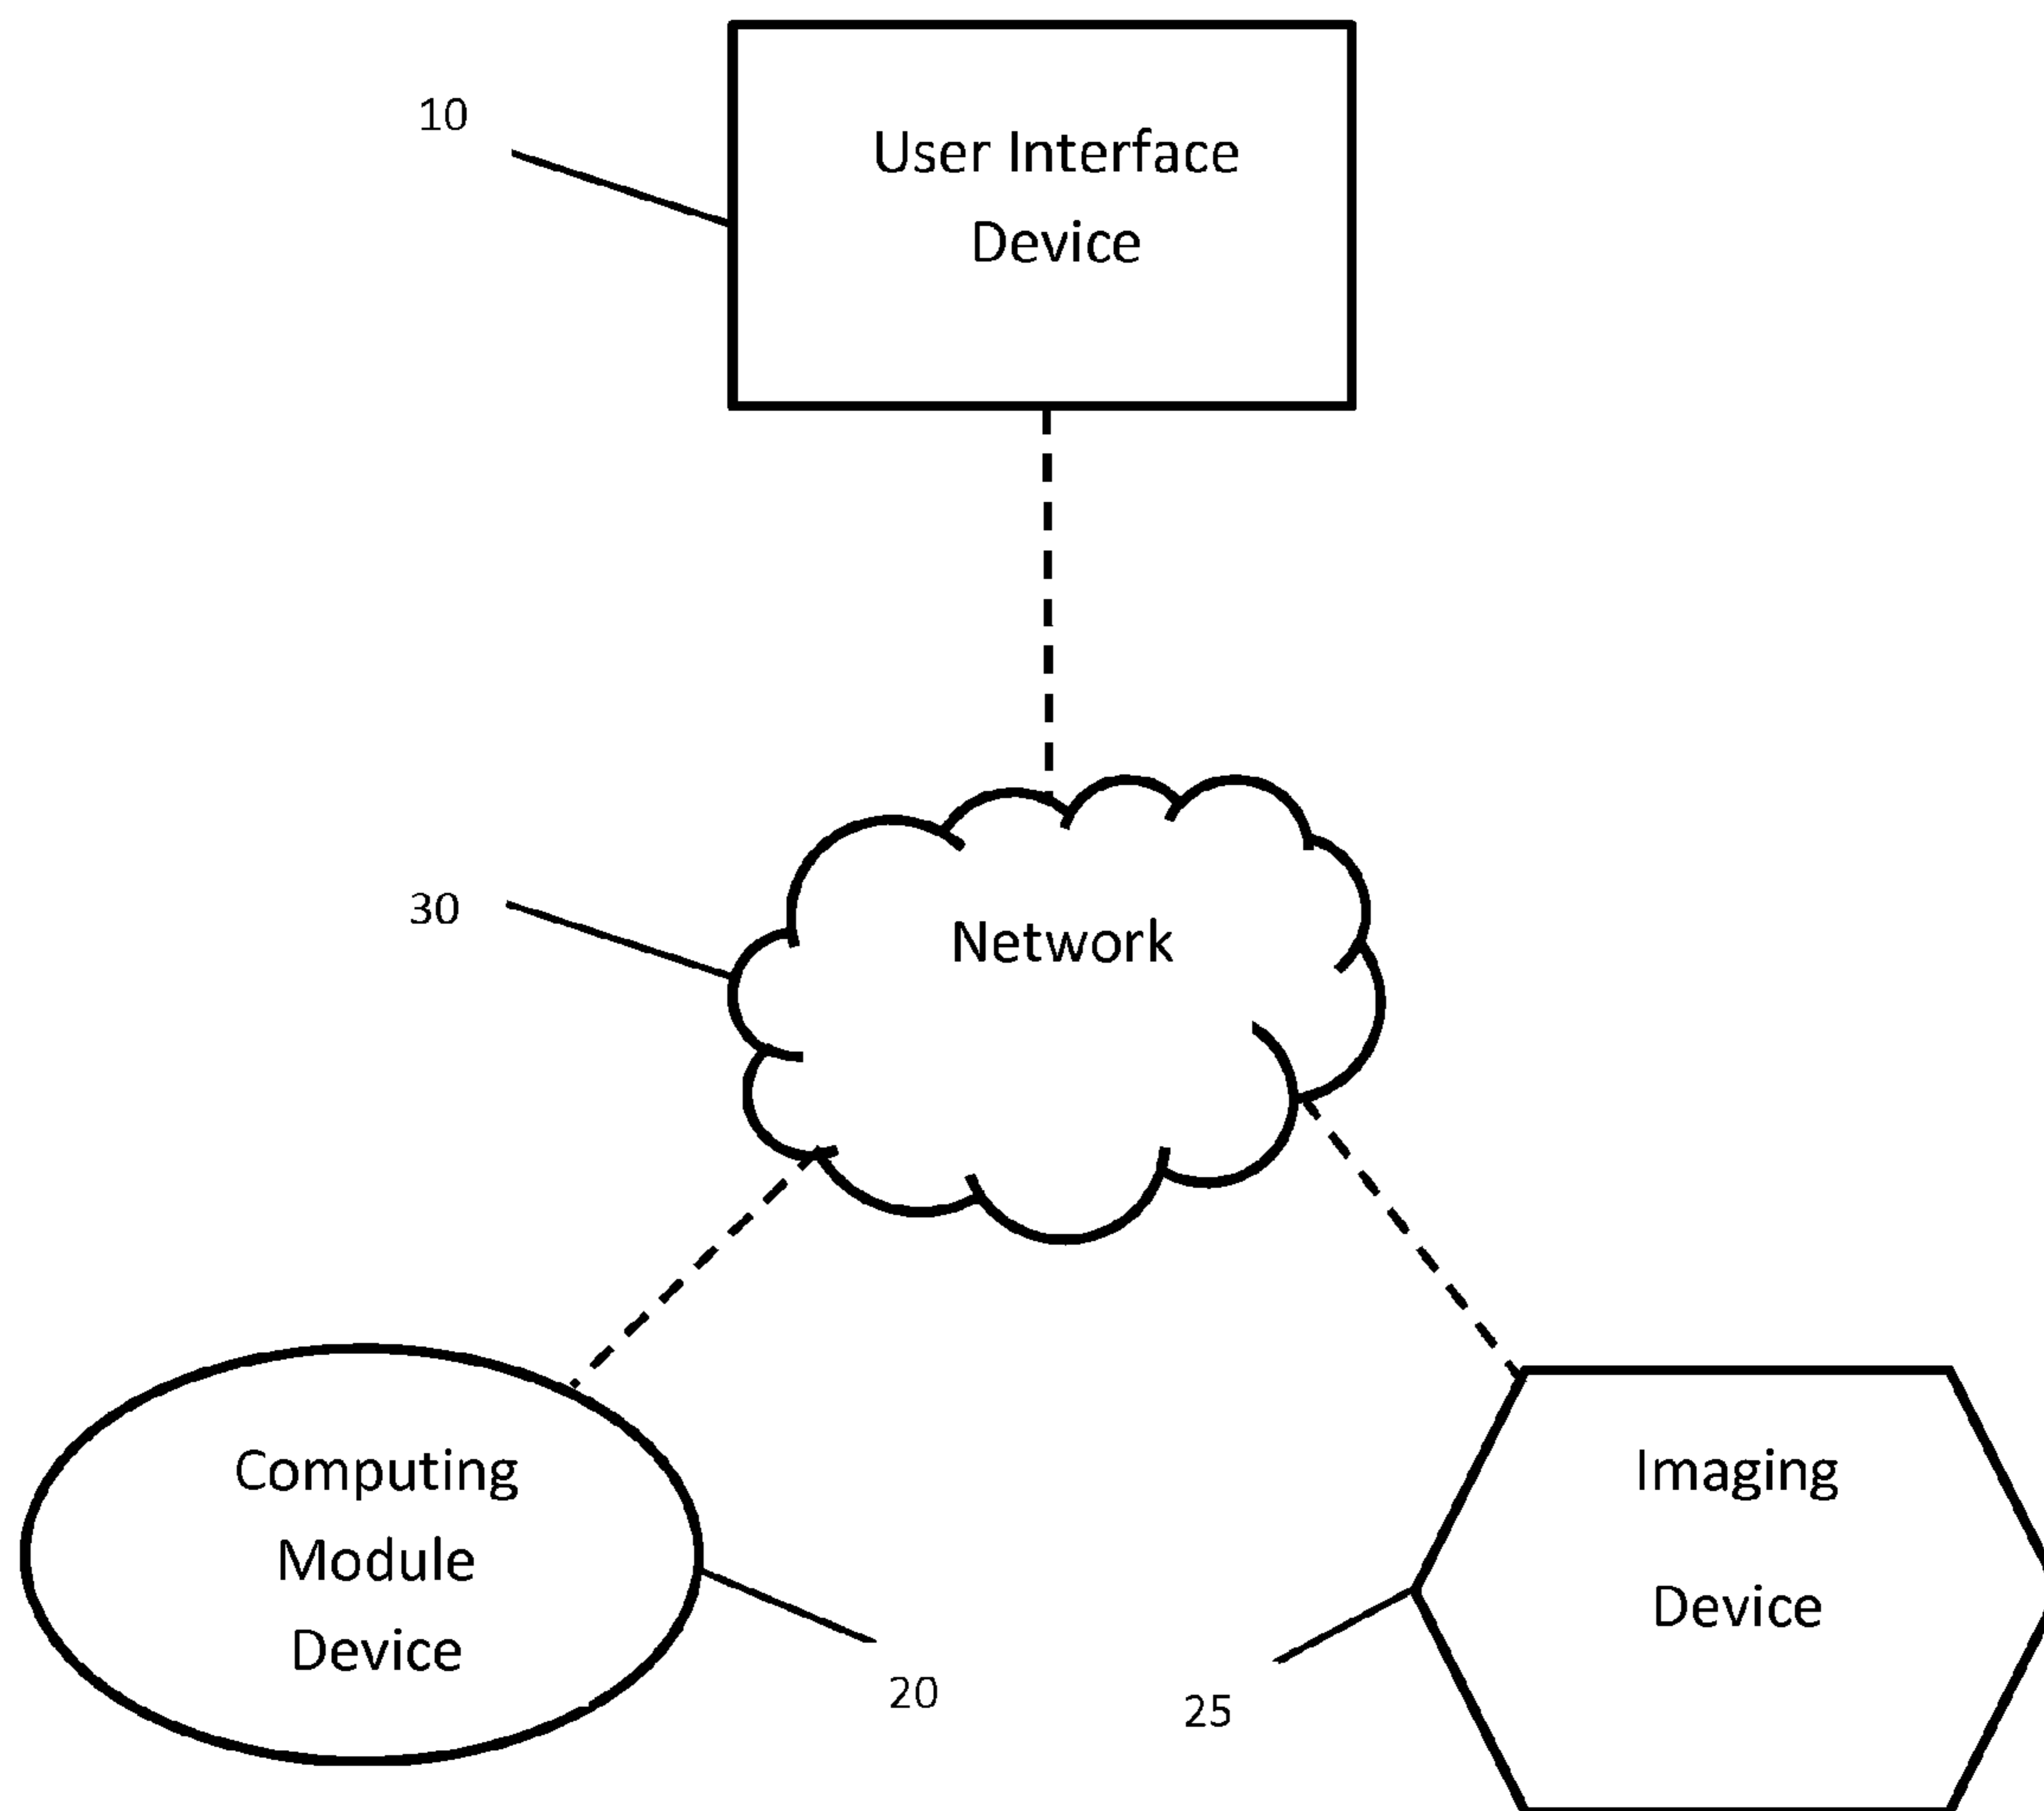 10
User Interface
Device
30
Network
Computing
Module
Device
20
Imaging
Device
25